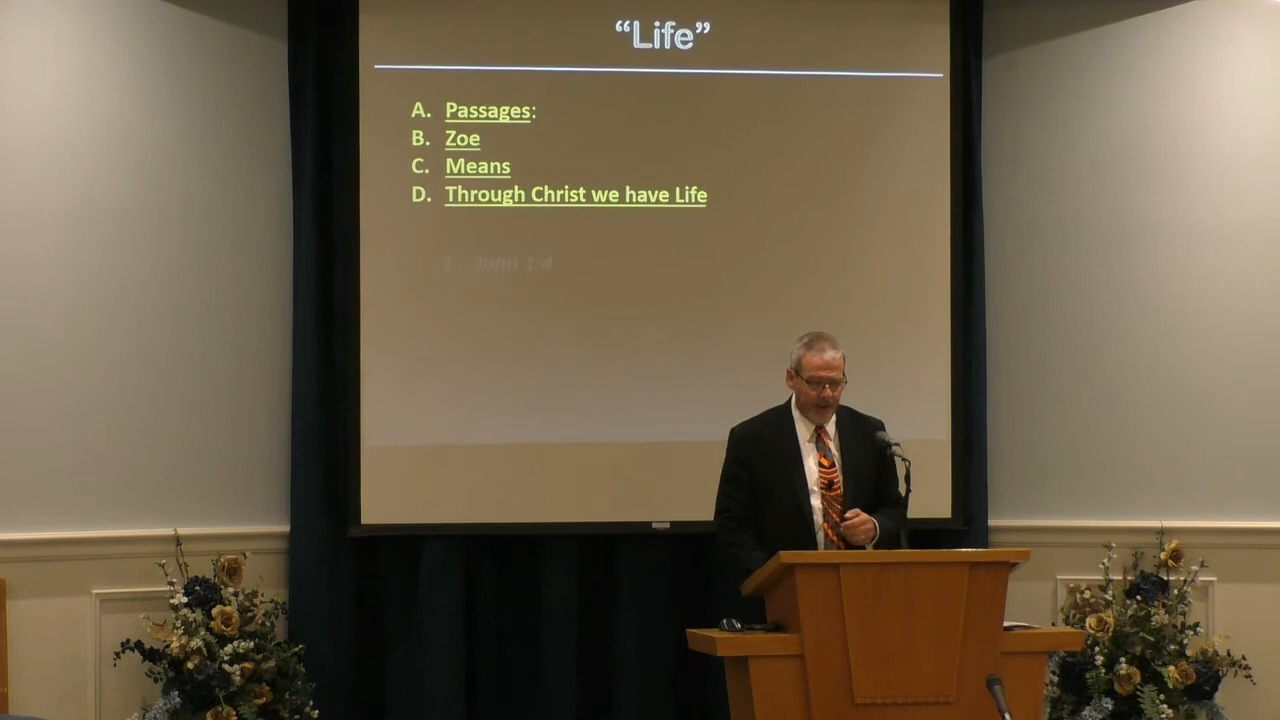 “Life”
A. Passages:
B. Zoe
C. Means
D. Through Christ we have Life